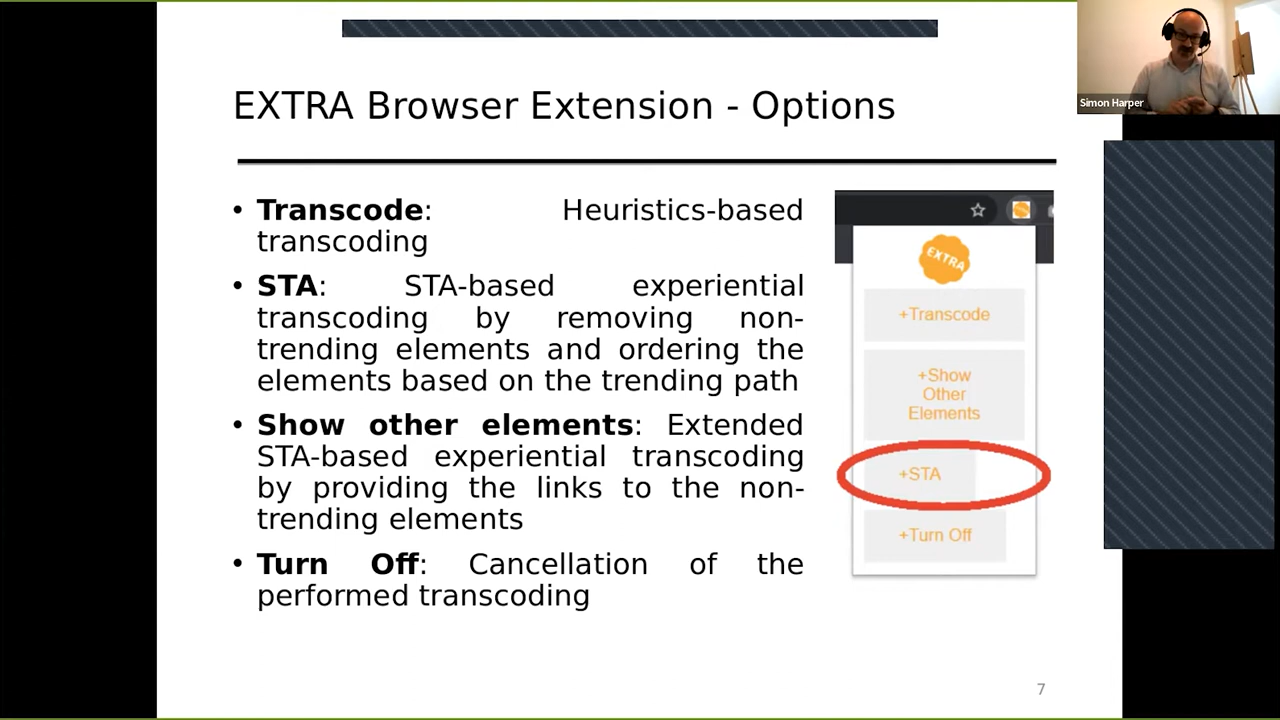 Simon Harper
EXTRA Browser Extension - Options
• Transcode: Heuristics-based
transcoding
• STA: STA-based experiential
transcoding by removing non-
trending elements and ordering the
elements based on the trending path
• Show other elements: Extended
STA-based experiential transcoding
by providing the links to the non-
trending elements
• Turn Off: Cancellation of the
performed transcoding
EXTRA
+Transcode
+Show
Other
Elements
+STA
+Turn Off
7